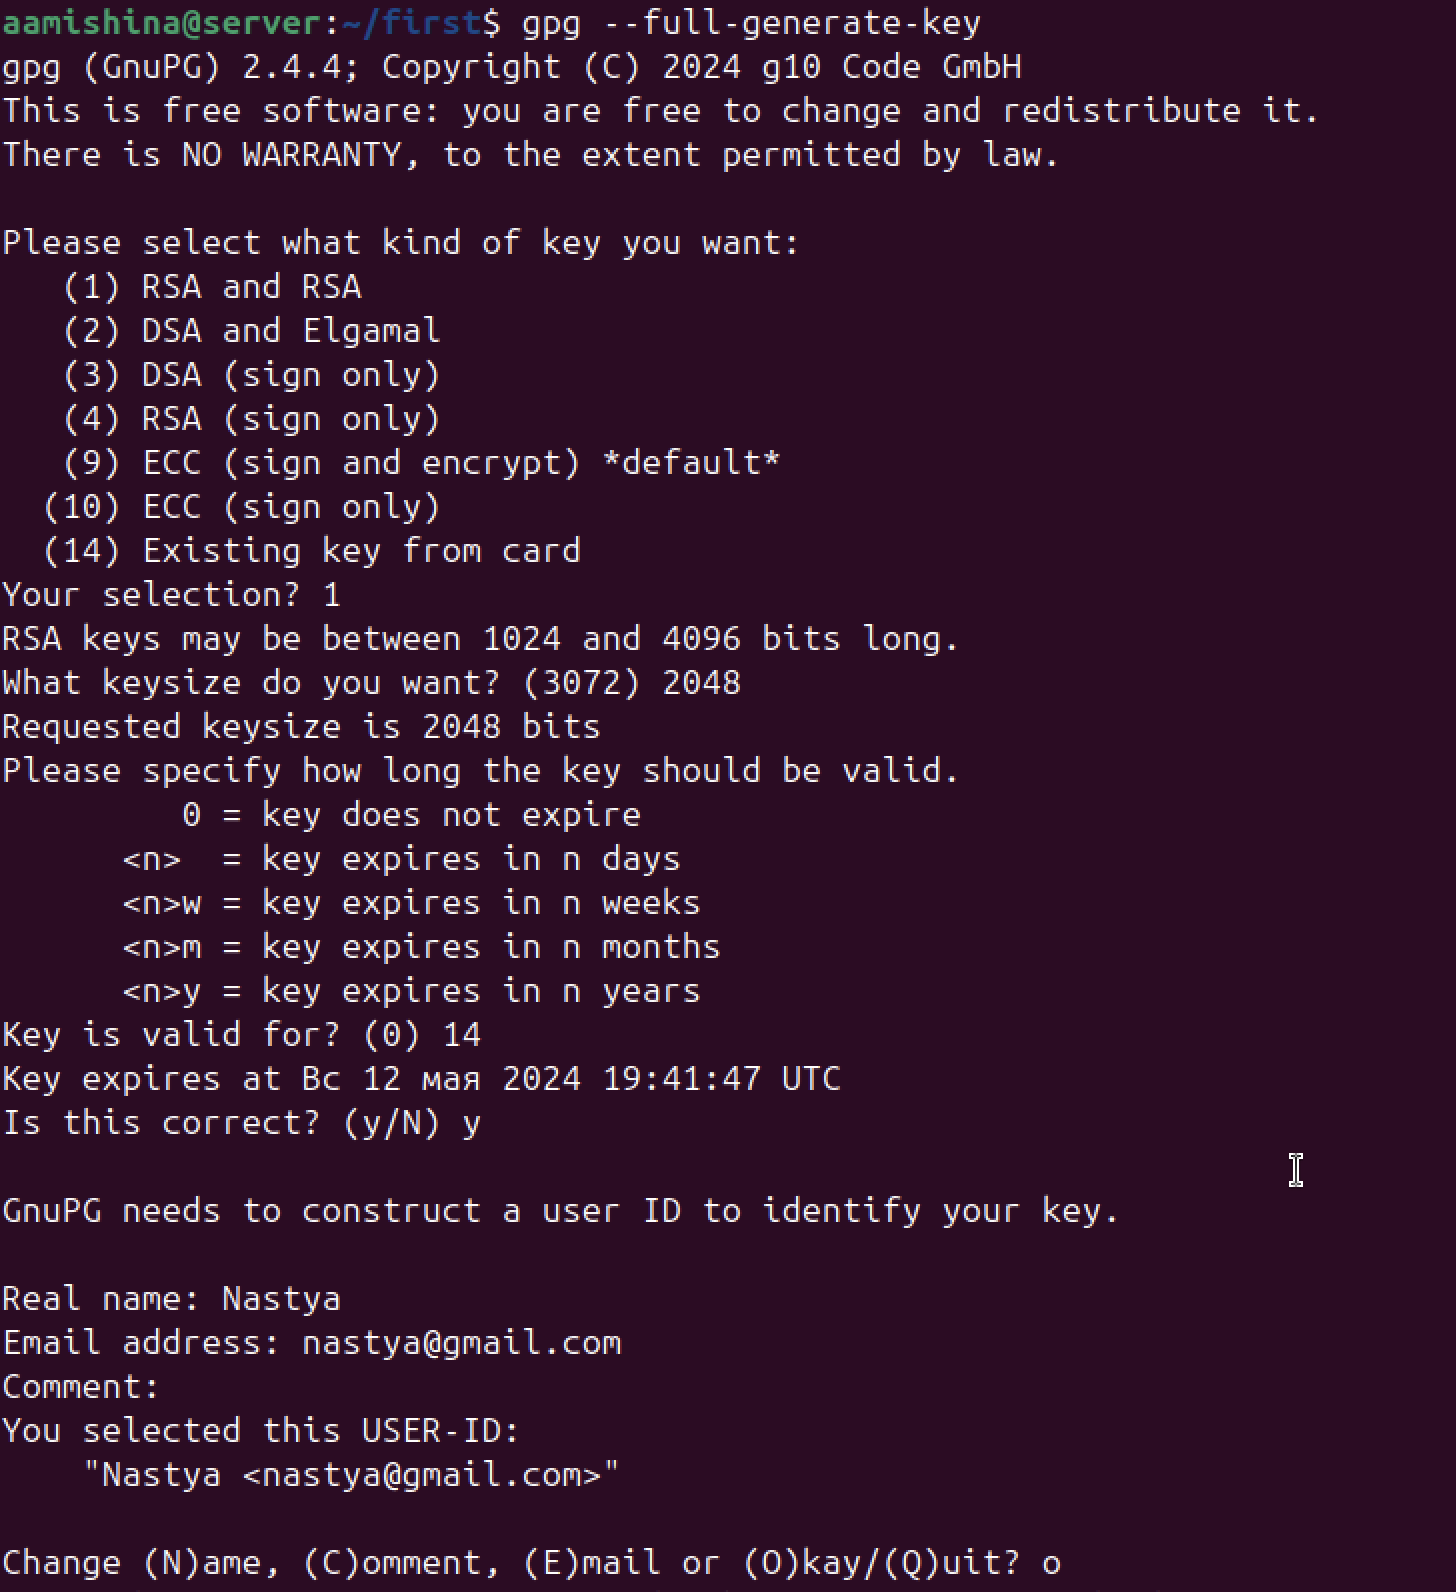 aamishina@server:~/first$ gpg --full-generate-key
gpg (GnuPG) 2.4.4; Copyright (C) 2024 g10 Code GmbH
This is free software: you are free to change and redistribute it.
There is NO WARRANTY, to the extent permitted by law.
Please select what kind of key you want:
   (1) RSA and RSA
   (2) DSA and Elgamal
   (3) DSA (sign only)
   (4) RSA (sign only)
   (9) ECC (sign and encrypt) *default*
  (10) ECC (sign only)
  (14) Existing key from card
Your selection? 1
RSA keys may be between 1024 and 4096 bits long.
What keysize do you want? (3072) 2048
Requested keysize is 2048 bits
Please specify how long the key should be valid.
         0 = key does not expire
      <n>  = key expires in n days
      <n>w = key expires in n weeks
      <n>m = key expires in n months
      <n>y = key expires in n years
Key is valid for? (0) 14
Key expires at Вс 12 мая 2024 19:41:47 UTC
Is this correct? (y/N) y
GnuPG needs to construct a user ID to identify your key.
Real name: Nastya
Email address: nastya@gmail.com
Comment:
You selected this USER-ID:
    "Nastya <nastya@gmail.com>"
Change (N)ame, (C)omment, (E)mail or (O)kay/(Q)uit? o